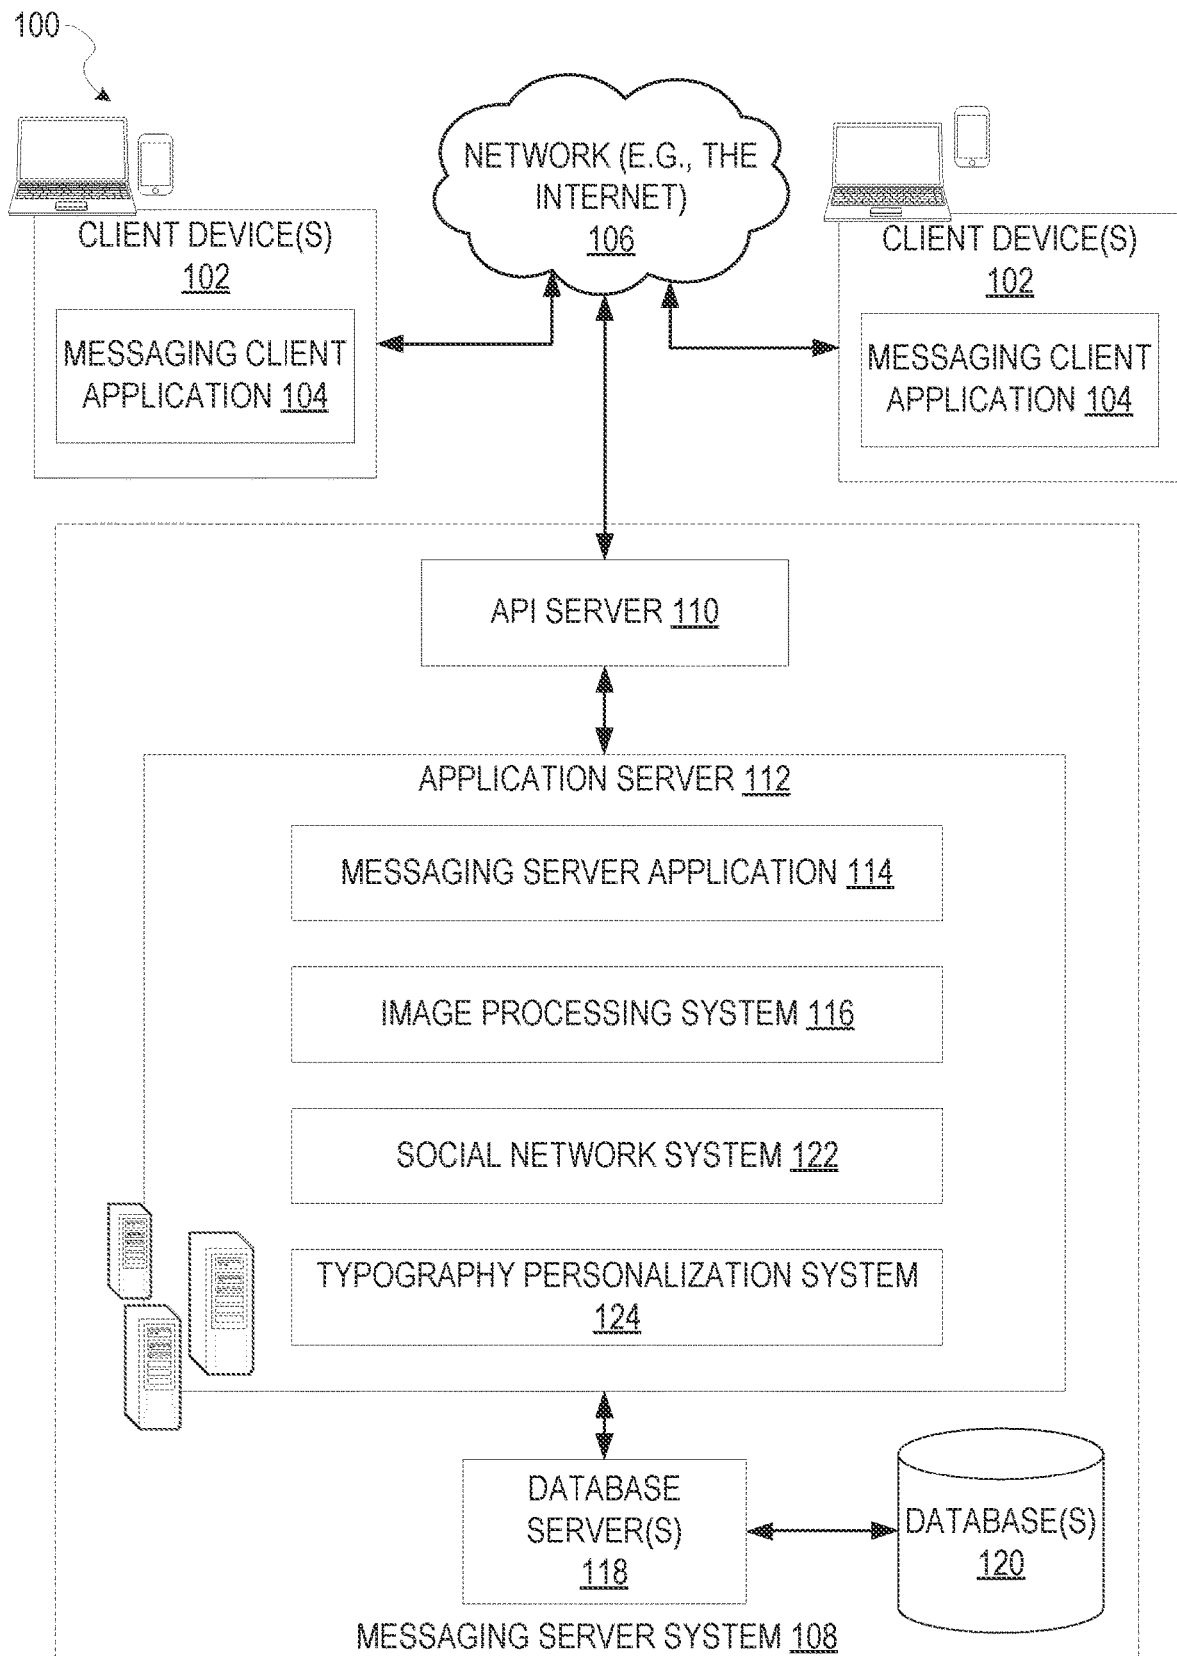 100
NETWORK (E.G., THE
INTERNET)
106
CLIENT DEVICE(S)
102
MESSAGING CLIENT
APPLICATION 104
CLIENT DEVICE(S)
102
MESSAGING CLIENT
APPLICATION 104
API SERVER 110
APPLICATION SERVER 112
MESSAGING SERVER APPLICATION 114
IMAGE PROCESSING SYSTEM 116
SOCIAL NETWORK SYSTEM 122
TYPOGRAPHY PERSONALIZATION SYSTEM
124
DATABASE
SERVER(S)
118
DATABASE(S)
120
MESSAGING SERVER SYSTEM 108